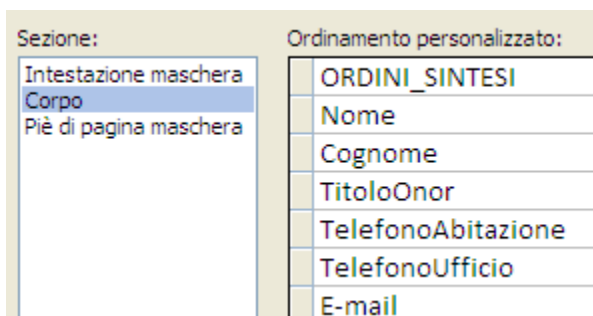 Sezione:
Intestazione maschera
Corpo
Piè di pagina maschera
Ordinamento personalizzato:
ORDINI_SINTESI
Nome
Cognome
TitoloOnor
TelefonoAbitazione
TelefonoUfficio
E-mail